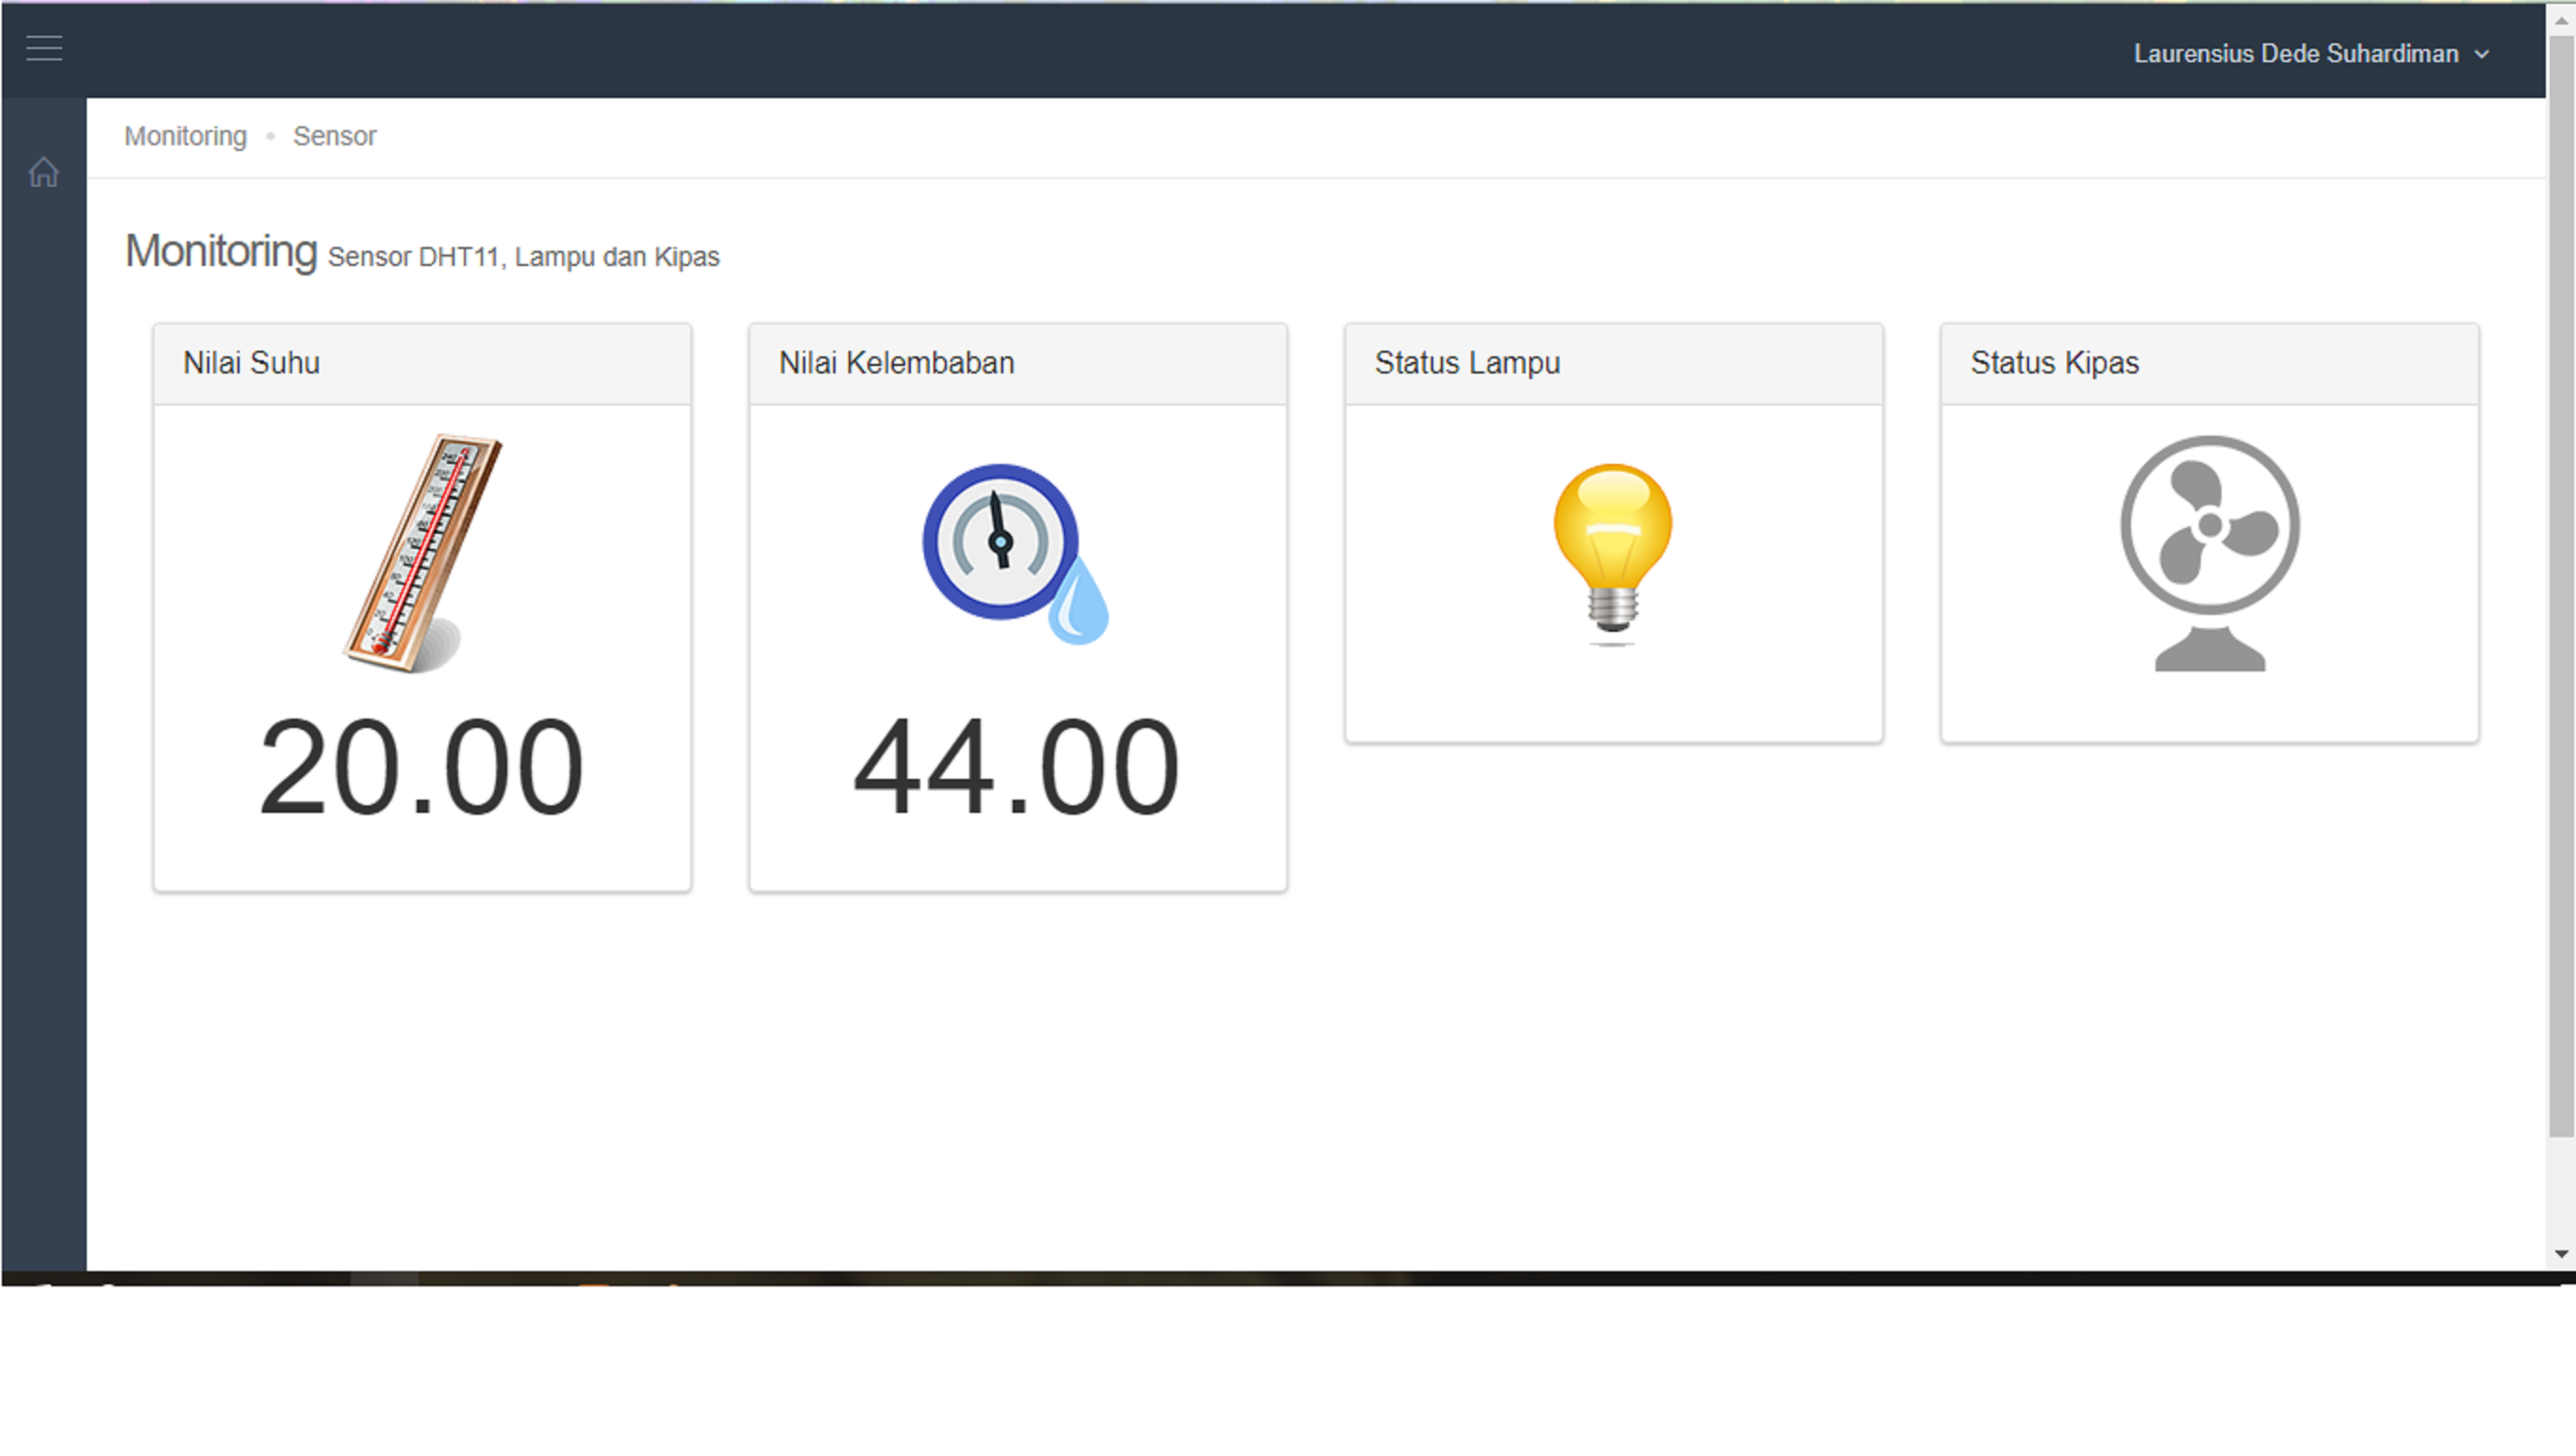 Laurensius Dede Suhardiman
Monitoring • Sensor
Monitoring Sensor DHT11, Lampu dan Kipas
Nilai Suhu
Nilai Kelembaban
Status Lampu
Status Kipas
20.00
44.00